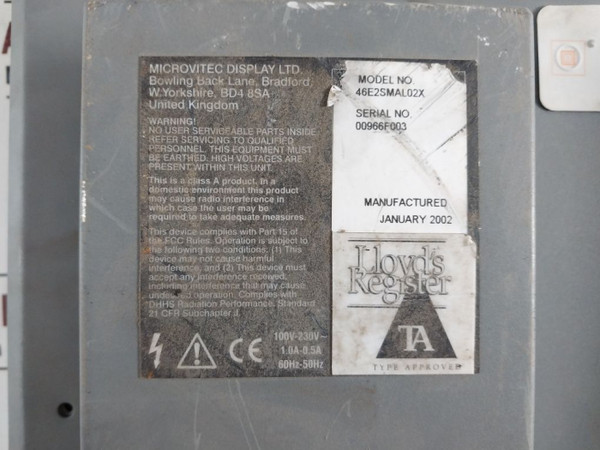 MICROVITEC DISPLAY LTD.
Bowling Back Lane, Bradford,
W.Yorkshire, BD4 8SA
United Kingdom
WARNING!
NO USER SERVICEABLE PARTS INSIDE
REFER SERVICING TO QUALIFIED
PERSONNEL. THIS EQUIPMENT MUST
BE EARTHED. HIGH VOLTAGES ARE
PRESENT WITHIN THIS UNIT.
This is a class A product. In a
domestic environment this product
may cause radio interference in
which case the user may be
required to take adequate measures.
This device complies with Part 15 of
the FCC Rules. Operation is subject to
the following two conditions, (1) This
device may not cause harmful
interference, and (2) This device must
accept any interference received,
including interference that may cause
undesired operation. Complies with
DHHS Radiation Performance, Standard
21 CFR Subchapter J.
CE
100V-230V~
1.0A-0.5A
60Hz-50Hz
MODEL NO.
46E2SMAL02X
SERIAL NO.
00966F003
MANUFACTURED
JANUARY 2002
Lloyd's
Register
TA
TYPE APPROVED